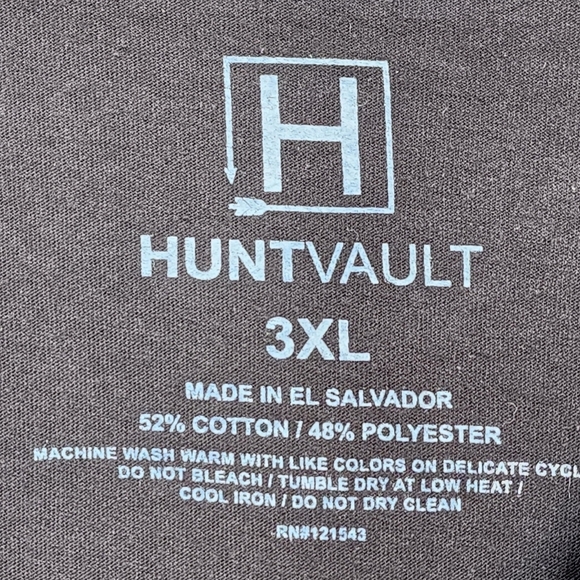 H
HUNTVAULT
3XL
MADE IN EL SALVADOR
52% COTTON / 48% POLYESTER
MACHINE WASH WARM WITH LIKE COLORS ON DELICATE CYCL
DO NOT BLEACH / TUMBLE DRY AT LOW HEAT /
COOL IRON / DO NOT DRY CLEAN
RN#121543